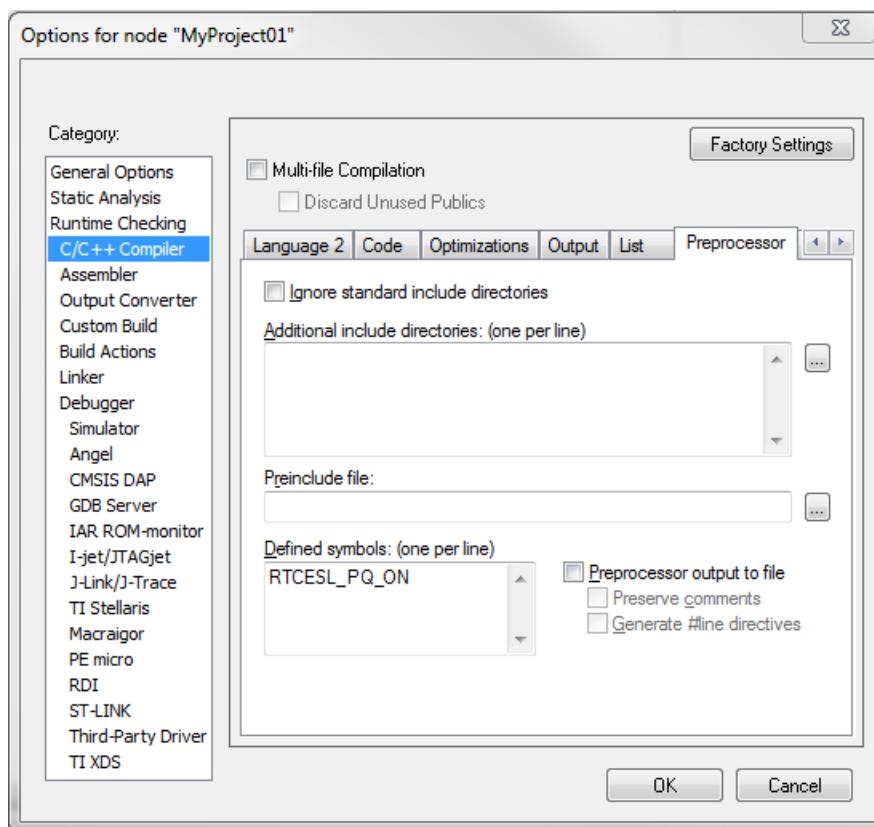 Options for node "MyProject01"
Category:
General Options
Static Analysis
Runtime Checking
C/C++ Compiler
Assembler
Output Converter
Custom Build
Build Actions
Linker
Debugger
Simulator
Angel
CMSIS DAP
GDB Server
IAR ROM-monitor
I-jet/JTAGjet
J-Link/J-Trace
TI Stellaris
Macraigor
PE micro
RDI
ST-LINK
Third-Party Driver
TI XDS
Factory Settings
Multi-file Compilation
Discard Unused Publics
Language 2 Code Optimizations Output List Preprocessor
Ignore standard include directories
Additional include directories: (one per line)
...
Preinclude file:
...
Defined symbols: (one per line)
RTCESL_PQ_ON
Preprocessor output to file
Preserve comments
Generate #line directives
OK Cancel